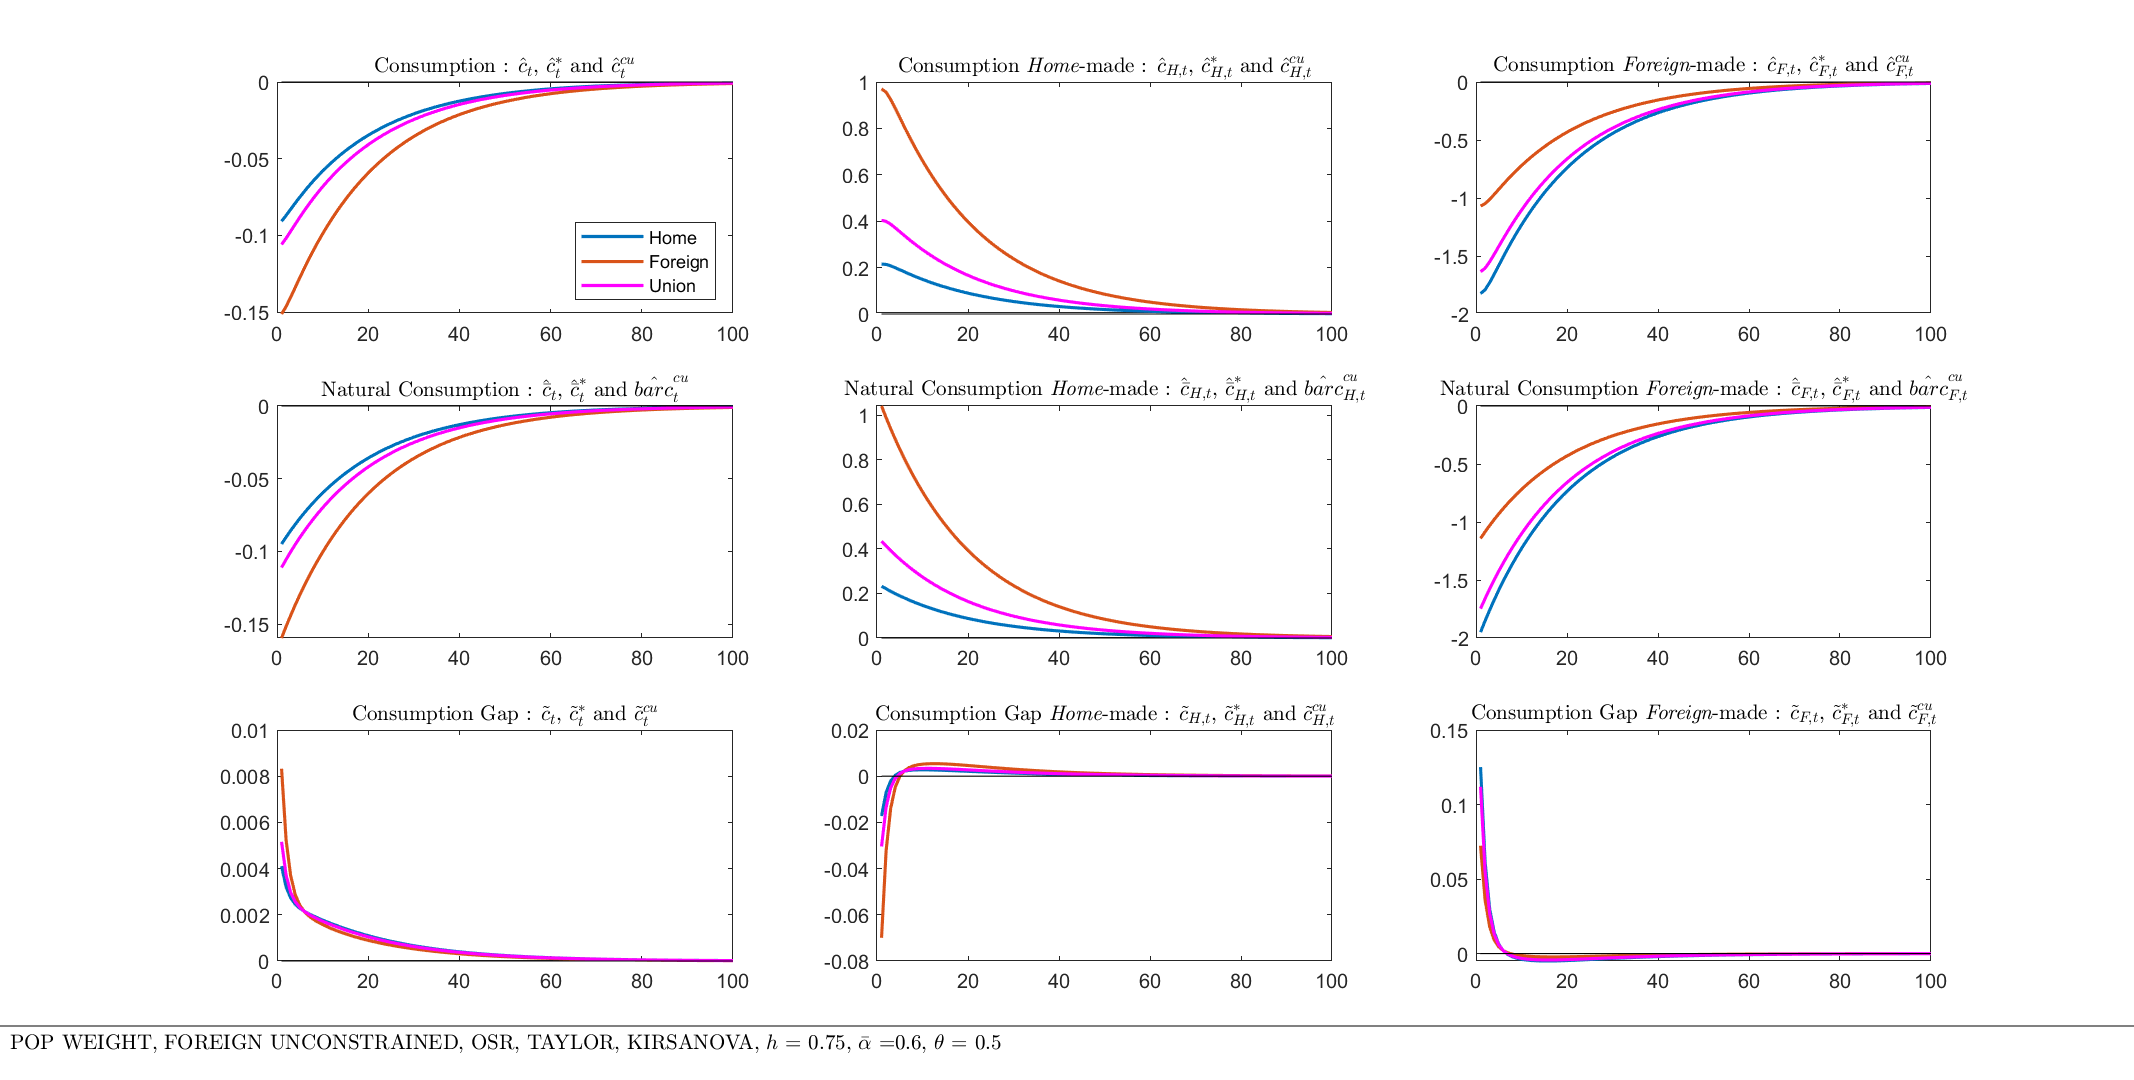 Consumption : ĉ_t, ĉ*_t and ĉ^cu_t
0
-0.05
-0.1
-0.15
0 20 40 60 80 100
Home
Foreign
Union
Consumption Home-made : ĉ_H,t, ĉ*_H,t and ĉ^cu_H,t
1
0.8
0.6
0.4
0.2
0
0 20 40 60 80 100
Consumption Foreign-made : ĉ_F,t, ĉ*_F,t and ĉ^cu_F,t
0
-0.5
-1
-1.5
-2
0 20 40 60 80 100
Natural Consumption : c̄̂_t, c̄̂*_t and bar̂c^cu_t
0
-0.05
-0.1
-0.15
0 20 40 60 80 100
Natural Consumption Home-made : c̄̂_H,t, c̄̂*_H,t and bar̂c^cu_H,t
1
0.8
0.6
0.4
0.2
0
0 20 40 60 80 100
Natural Consumption Foreign-made : c̄̂_F,t, c̄̂*_F,t and bar̂c^cu_F,t
0
-0.5
-1
-1.5
-2
0 20 40 60 80 100
Consumption Gap : c̃_t, c̃*_t and c̃^cu_t
0.01
0.008
0.006
0.004
0.002
0
0 20 40 60 80 100
Consumption Gap Home-made : c̃_H,t, c̃*_H,t and c̃^cu_H,t
0.02
0
-0.02
-0.04
-0.06
-0.08
0 20 40 60 80 100
Consumption Gap Foreign-made : c̃_F,t, c̃*_F,t and c̃^cu_F,t
0.15
0.1
0.05
0
0 20 40 60 80 100
POP WEIGHT, FOREIGN UNCONSTRAINED, OSR, TAYLOR, KIRSANOVA, h = 0.75, ᾱ =0.6, θ = 0.5